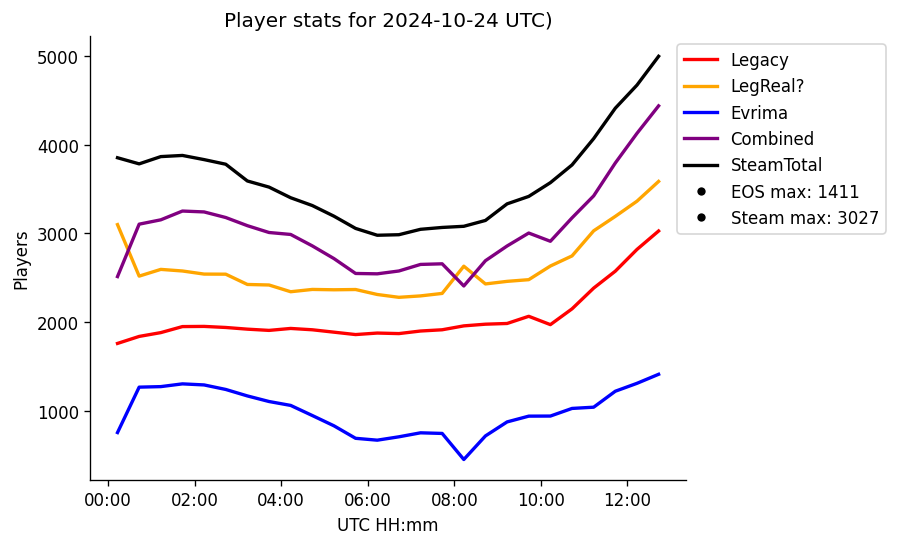 Player stats for 2024-10-24 UTC)
Players
5000
4000
3000
2000
1000
00:00 02:00 04:00 06:00 08:00 10:00 12:00
UTC HH:mm
Legacy
LegReal?
Evrima
Combined
SteamTotal
EOS max: 1411
Steam max: 3027